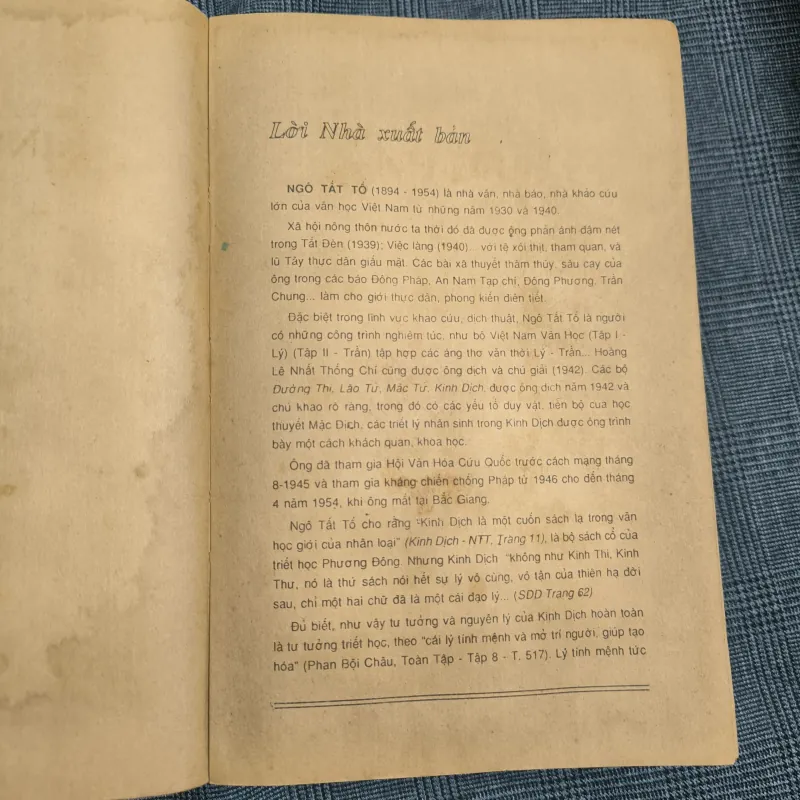 Lời Nhà xuất bản
NGÔ TẤT TỐ (1894 - 1954) là nhà văn, nhà báo, nhà khảo cứu
lớn của văn học Việt Nam từ những năm 1930 và 1940.
Xã hội nông thôn nước ta thời đó đã được ông phản ánh đậm nét
trong Tắt Đèn (1939); Việc làng (1940)... với tệ xôi thịt, tham quan, và
lũ Tây thực dân giấu mặt. Các bài xã thuyết thâm thúy, sâu cay của
ông trong các báo Đông Pháp, An Nam Tạp chí, Đông Phương, Trần
Chung... làm cho giới thực dân, phong kiến điên tiết.
Đặc biệt trong lĩnh vực khảo cứu, dịch thuật, Ngô Tất Tố là người
có những công trình nghiêm túc, như bộ Việt Nam Văn Học (Tập I -
Lý) (Tập II - Trần) tập hợp các áng thơ văn thời Lý - Trần... Hoàng
Lê Nhất Thống Chí cũng được ông dịch và chú giải (1942). Các bộ
Đường Thi, Lão Tử, Mặc Tử, Kinh Dịch, được ông dịch năm 1942 và
chú khảo rõ ràng, trong đó có các yếu tố duy vật, tiến bộ của học
thuyết Mặc Địch, các triết lý nhân sinh trong Kinh Dịch được ông trình
bày một cách khách quan, khoa học.
Ông đã tham gia Hội Văn Hóa Cứu Quốc trước cách mạng tháng
8-1945 và tham gia kháng chiến chống Pháp từ 1946 cho đến tháng
4 năm 1954, khi ông mất tại Bắc Giang.
Ngô Tất Tố cho rằng "Kinh Dịch là một cuốn sách lạ trong văn
học giới của nhân loại" (Kinh Dịch - NTT, Trang 11), là bộ sách cổ của
triết học Phương Đông. Nhưng Kinh Dịch "không như Kinh Thi, Kinh
Thư, nó là thứ sách nói hết sự lý vô cùng, vô tận của thiên hạ đời
sau, chỉ một hai chữ đã là một cái đạo lý... (SDD Trang 62)
Đủ biết, như vậy tư tưởng và nguyên lý của Kinh Dịch hoàn toàn
là tư tưởng triết học, theo "cái lý tính mệnh và mở trí người, giúp tạo
hóa" (Phan Bội Châu, Toàn Tập - Tập 8 - T. 517). Lý tính mệnh tức